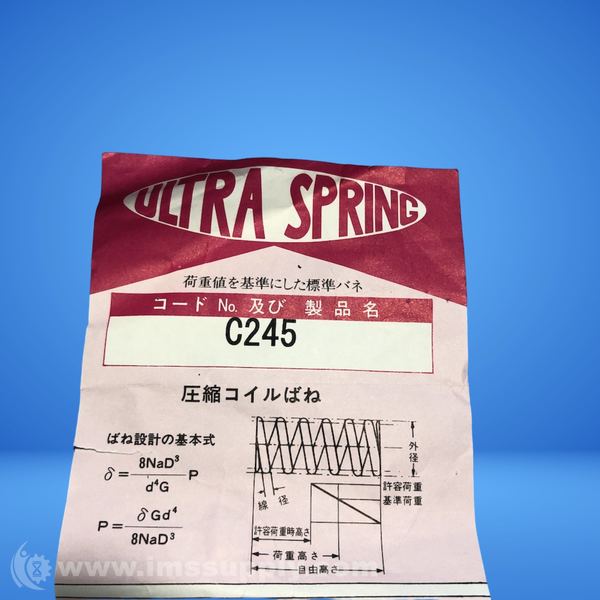 ULTRA SPRING
荷重値を基準にした標準バネ
コード No. 及び 製品名
C245
圧縮コイルばね
ばね設計の基本式
δ = 8NaD³ / d⁴G P
P = δGd⁴ / 8NaD³
外径
線径
許容荷重
基準荷重
許容荷重時高さ
荷重高さ
自由高さ
www.imssupply.com